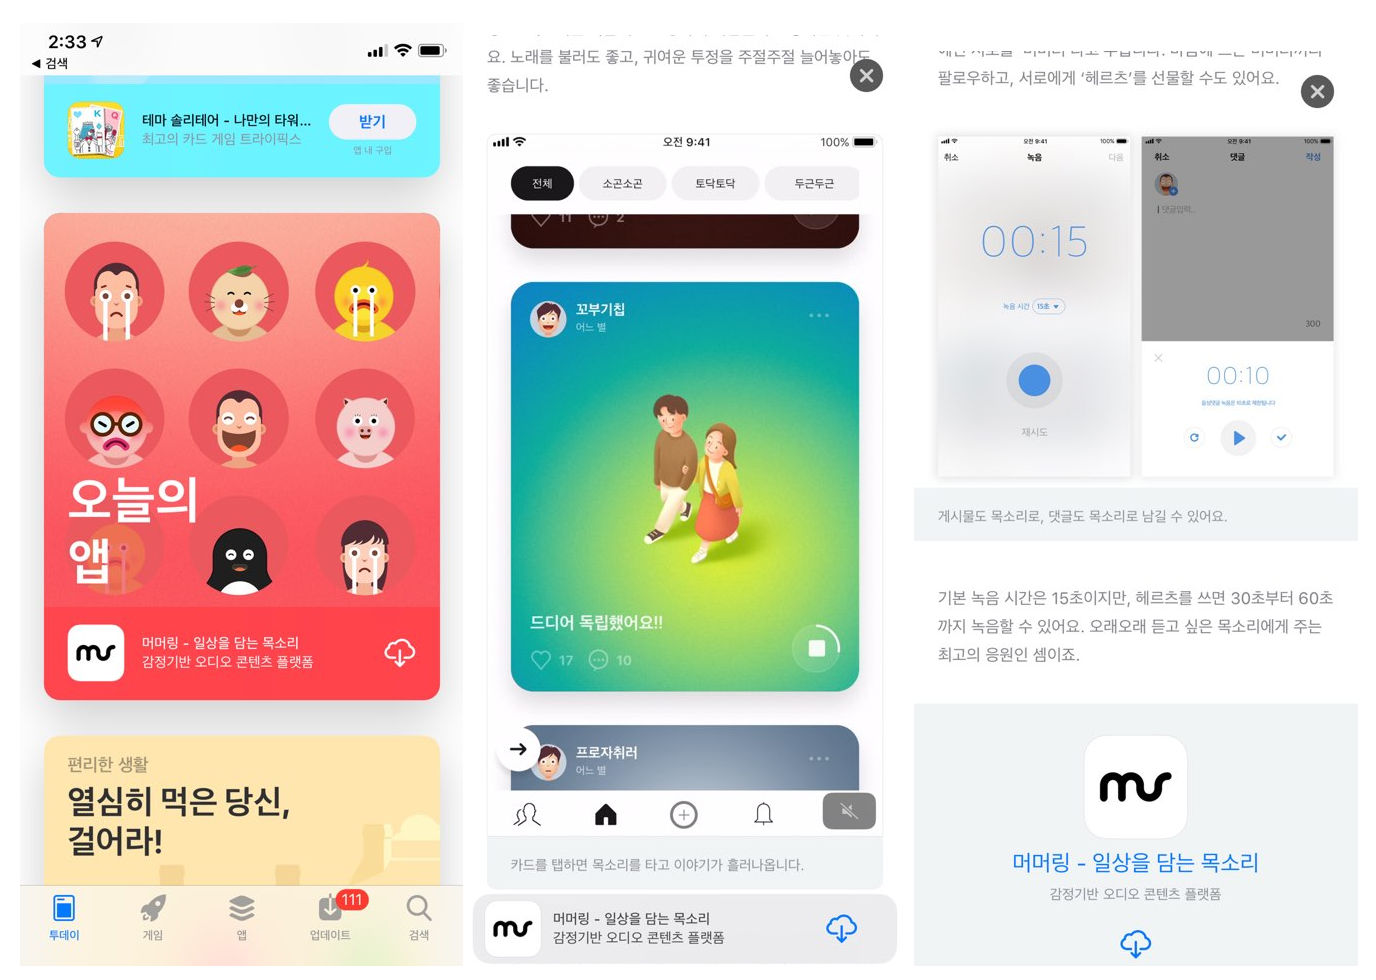 2:33
◀ 검색
테마 솔리테어 - 나만의 타워...
최고의 카드 게임 트라이픽스
받기
앱 내 구입
오늘의
앱
머머링 - 일상을 담는 목소리
감정기반 오디오 콘텐츠 플랫폼
편리한 생활
열심히 먹은 당신,
걸어라!
투데이
게임
앱
111
업데이트
검색
요. 노래를 불러도 좋고, 귀여운 투정을 주절주절 늘어놓아도
좋습니다.
오전 9:41
100%
전체
소곤소곤
토닥토닥
두근두근
11
2
꼬부기칩
어느 별
드디어 독립했어요!!
17
10
프로자취러
어느 별
카드를 탭하면 목소리를 타고 이야기가 흘러나옵니다.
머머링 - 일상을 담는 목소리
감정기반 오디오 콘텐츠 플랫폼
팔로우하고, 서로에게 ‘헤르츠’를 선물할 수도 있어요.
오전 9:41
100%
취소
녹음
다음
00:15
녹음 시간
15초
재시도
오전 9:41
100%
취소
댓글
작성
댓글입력...
300
00:10
음성댓글 녹음은 10초로 제한됩니다
게시물도 목소리로, 댓글도 목소리로 남길 수 있어요.
기본 녹음 시간은 15초이지만, 헤르츠를 쓰면 30초부터 60초
까지 녹음할 수 있어요. 오래오래 듣고 싶은 목소리에게 주는
최고의 응원인 셈이죠.
머머링 - 일상을 담는 목소리
감정기반 오디오 콘텐츠 플랫폼